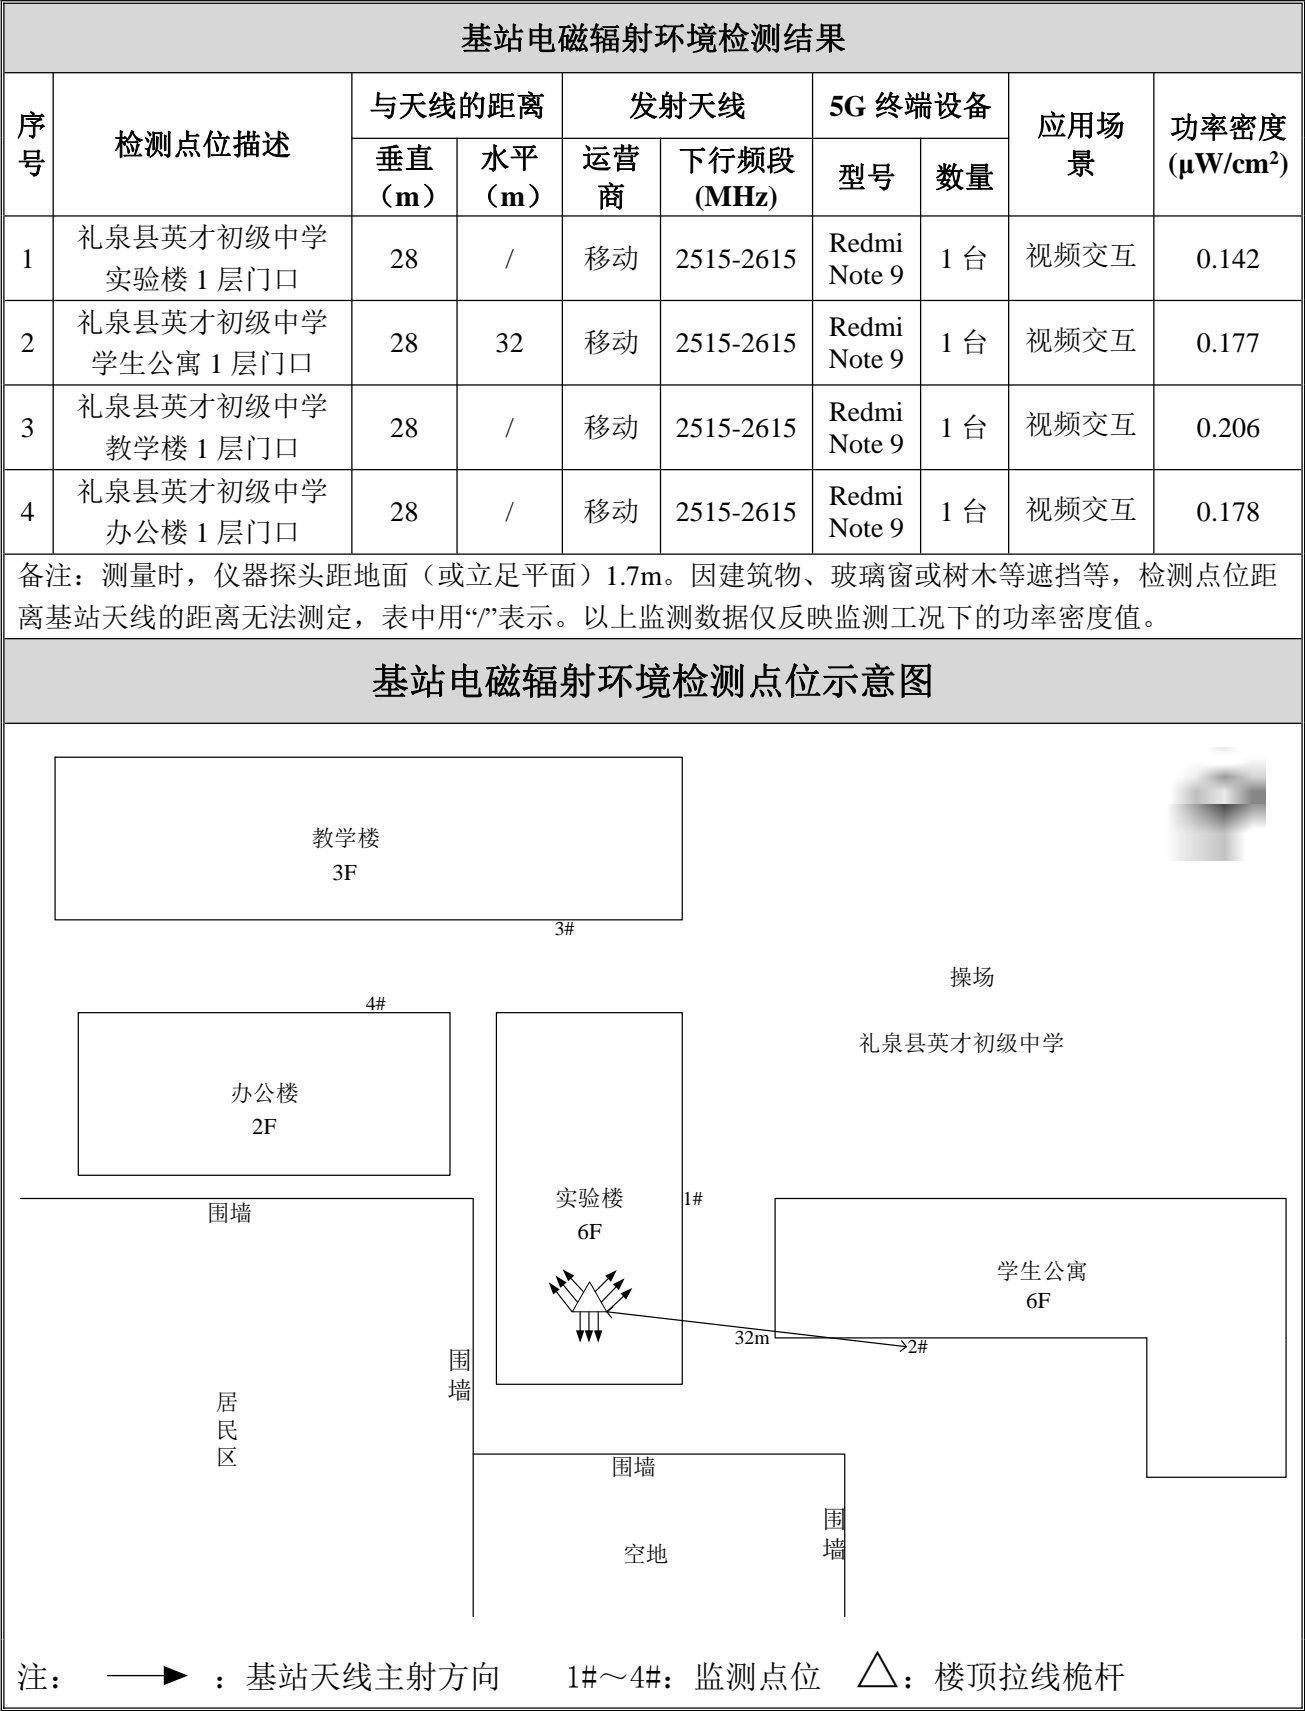 基站电磁辐射环境检测结果
序号 检测点位描述 与天线的距离 发射天线 5G 终端设备 应用场景 功率密度(μW/cm²)
垂直（m） 水平（m） 运营商 下行频段(MHz) 型号 数量
1 礼泉县英才初级中学实验楼 1 层门口 28 / 移动 2515-2615 Redmi Note 9 1 台 视频交互 0.142
2 礼泉县英才初级中学学生公寓 1 层门口 28 32 移动 2515-2615 Redmi Note 9 1 台 视频交互 0.177
3 礼泉县英才初级中学教学楼 1 层门口 28 / 移动 2515-2615 Redmi Note 9 1 台 视频交互 0.206
4 礼泉县英才初级中学办公楼 1 层门口 28 / 移动 2515-2615 Redmi Note 9 1 台 视频交互 0.178
备注：测量时，仪器探头距地面（或立足平面）1.7m。因建筑物、玻璃窗或树木等遮挡等，检测点位距
离基站天线的距离无法测定，表中用“/”表示。以上监测数据仅反映监测工况下的功率密度值。
基站电磁辐射环境检测点位示意图
教学楼
3F
3#
操场
4#
礼泉县英才初级中学
办公楼
2F
实验楼
6F
1#
围墙
学生公寓
6F
32m
2#
围墙
居民区
围墙
围墙
空地
注： ：基站天线主射方向 1#～4#：监测点位 △：楼顶拉线桅杆